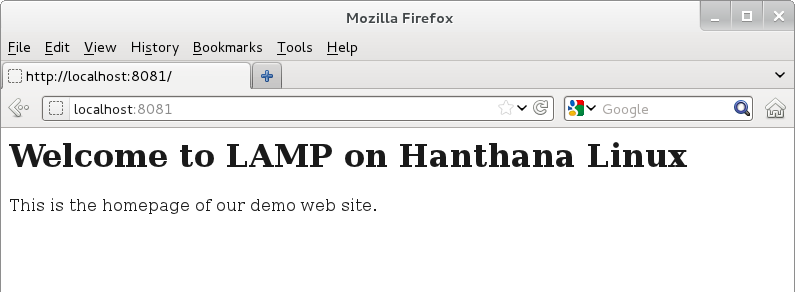 Mozilla Firefox
File Edit View History Bookmarks Tools Help
http://localhost:8081/
localhost:8081 Google
Welcome to LAMP on Hanthana Linux
This is the homepage of our demo web site.